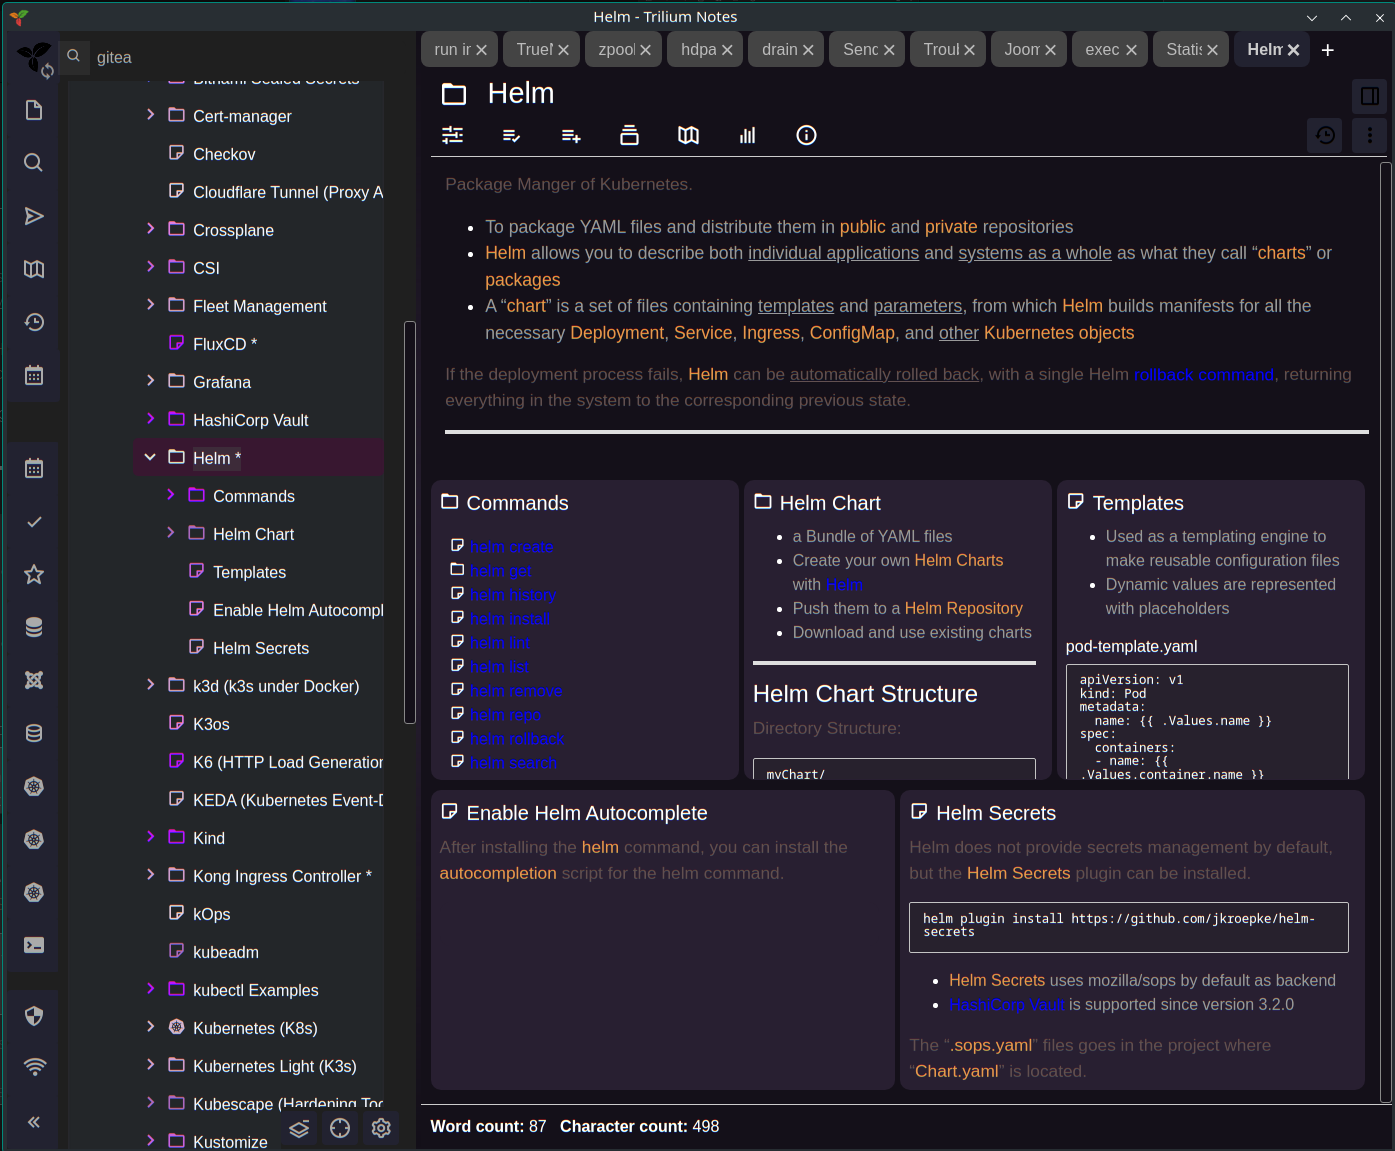 Helm - Trilium Notes
gitea
run in
TrueN
zpool
hdpa
drain
Send
Troul
Joom
exec
Statis
Helm
Bitnami Sealed Secrets
Cert-manager
Checkov
Cloudflare Tunnel (Proxy A
Crossplane
CSI
Fleet Management
FluxCD *
Grafana
HashiCorp Vault
Helm *
Commands
Helm Chart
Templates
Enable Helm Autocompl
Helm Secrets
k3d (k3s under Docker)
K3os
K6 (HTTP Load Generation
KEDA (Kubernetes Event-D
Kind
Kong Ingress Controller *
kOps
kubeadm
kubectl Examples
Kubernetes (K8s)
Kubernetes Light (K3s)
Kubescape (Hardening Too
Kustomize
Helm
Package Manger of Kubernetes.
To package YAML files and distribute them in public and private repositories
Helm allows you to describe both individual applications and systems as a whole as what they call “charts” or
packages
A “chart” is a set of files containing templates and parameters, from which Helm builds manifests for all the
necessary Deployment, Service, Ingress, ConfigMap, and other Kubernetes objects
If the deployment process fails, Helm can be automatically rolled back, with a single Helm rollback command, returning
everything in the system to the corresponding previous state.
Commands
helm create
helm get
helm history
helm install
helm lint
helm list
helm remove
helm repo
helm rollback
helm search
Helm Chart
a Bundle of YAML files
Create your own Helm Charts
with Helm
Push them to a Helm Repository
Download and use existing charts
Helm Chart Structure
Directory Structure:
myChart/
Templates
Used as a templating engine to
make reusable configuration files
Dynamic values are represented
with placeholders
pod-template.yaml
apiVersion: v1
kind: Pod
metadata:
  name: {{ .Values.name }}
spec:
  containers:
  - name: {{
.Values.container.name }}
Enable Helm Autocomplete
After installing the helm command, you can install the
autocompletion script for the helm command.
Helm Secrets
Helm does not provide secrets management by default,
but the Helm Secrets plugin can be installed.
helm plugin install https://github.com/jkroepke/helm-
secrets
Helm Secrets uses mozilla/sops by default as backend
HashiCorp Vault is supported since version 3.2.0
The “.sops.yaml” files goes in the project where
“Chart.yaml” is located.
Word count: 87 Character count: 498